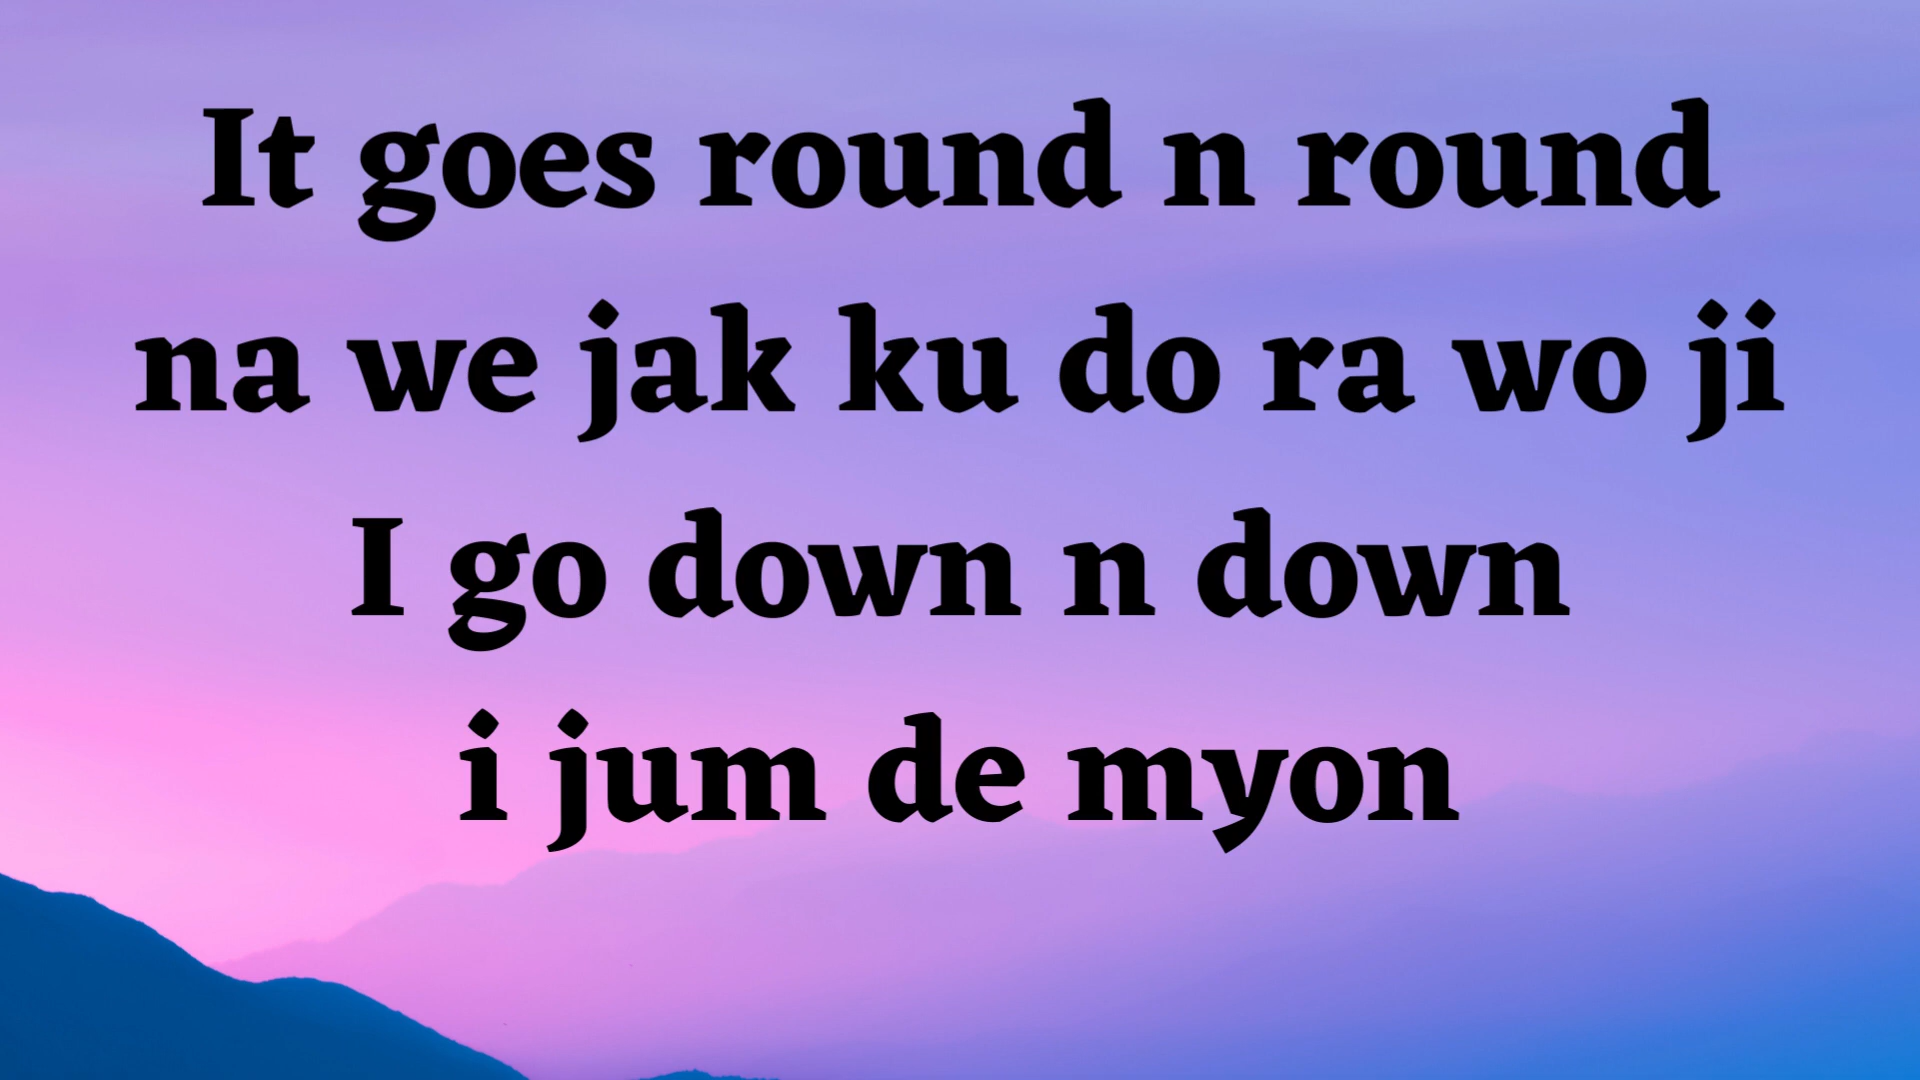 It goes round n round
na we jak ku do ra wo ji
I go down n down
i jum de myon